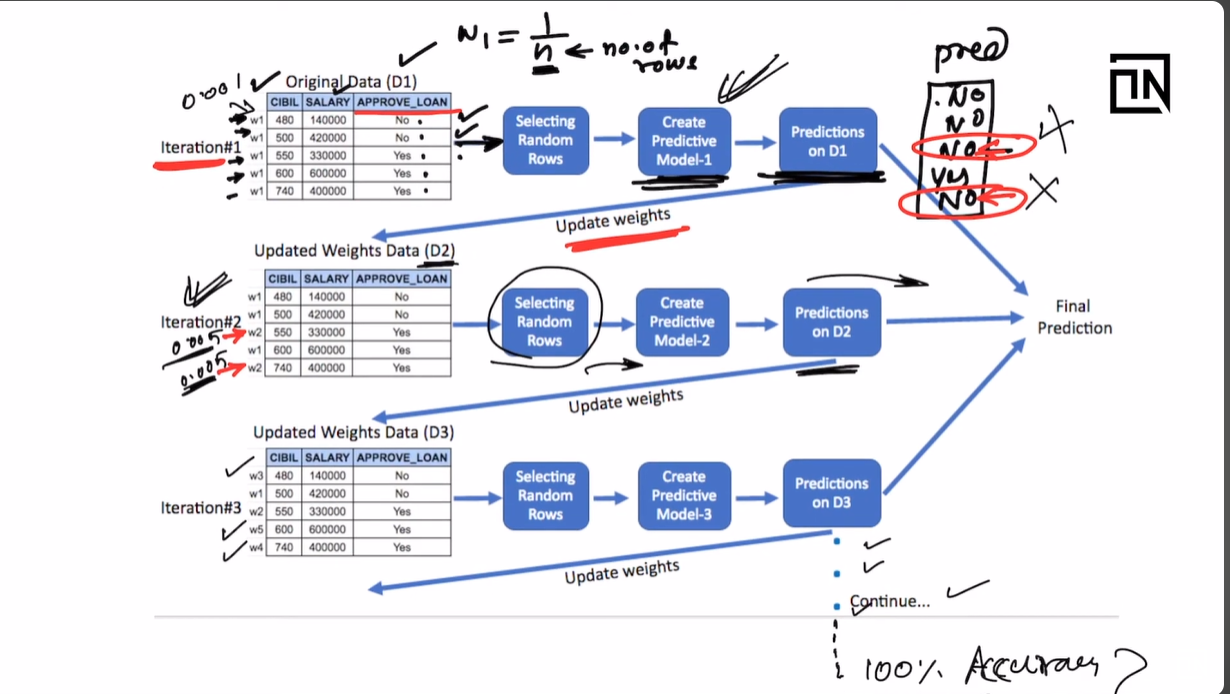 w1 = 1/n ← no. of rows
pred
.NO
NO
NO
Yes
NO
0.001
Original Data (D1)
CIBIL SALARY APPROVE_LOAN
w1 480 140000 No
w1 500 420000 No
w1 550 330000 Yes
w1 600 600000 Yes
w1 740 400000 Yes
Iteration#1
Selecting Random Rows
Create Predictive Model-1
Predictions on D1
Update weights
Updated Weights Data (D2)
CIBIL SALARY APPROVE_LOAN
w1 480 140000 No
w1 500 420000 No
w2 550 330000 Yes
w1 600 600000 Yes
w2 740 400000 Yes
Iteration#2
0.005
0.005
Selecting Random Rows
Create Predictive Model-2
Predictions on D2
Final Prediction
Update weights
Updated Weights Data (D3)
CIBIL SALARY APPROVE_LOAN
w3 480 140000 No
w1 500 420000 No
w2 550 330000 Yes
w5 600 600000 Yes
w4 740 400000 Yes
Iteration#3
Selecting Random Rows
Create Predictive Model-3
Predictions on D3
Update weights
Continue...
100% Accuracy?